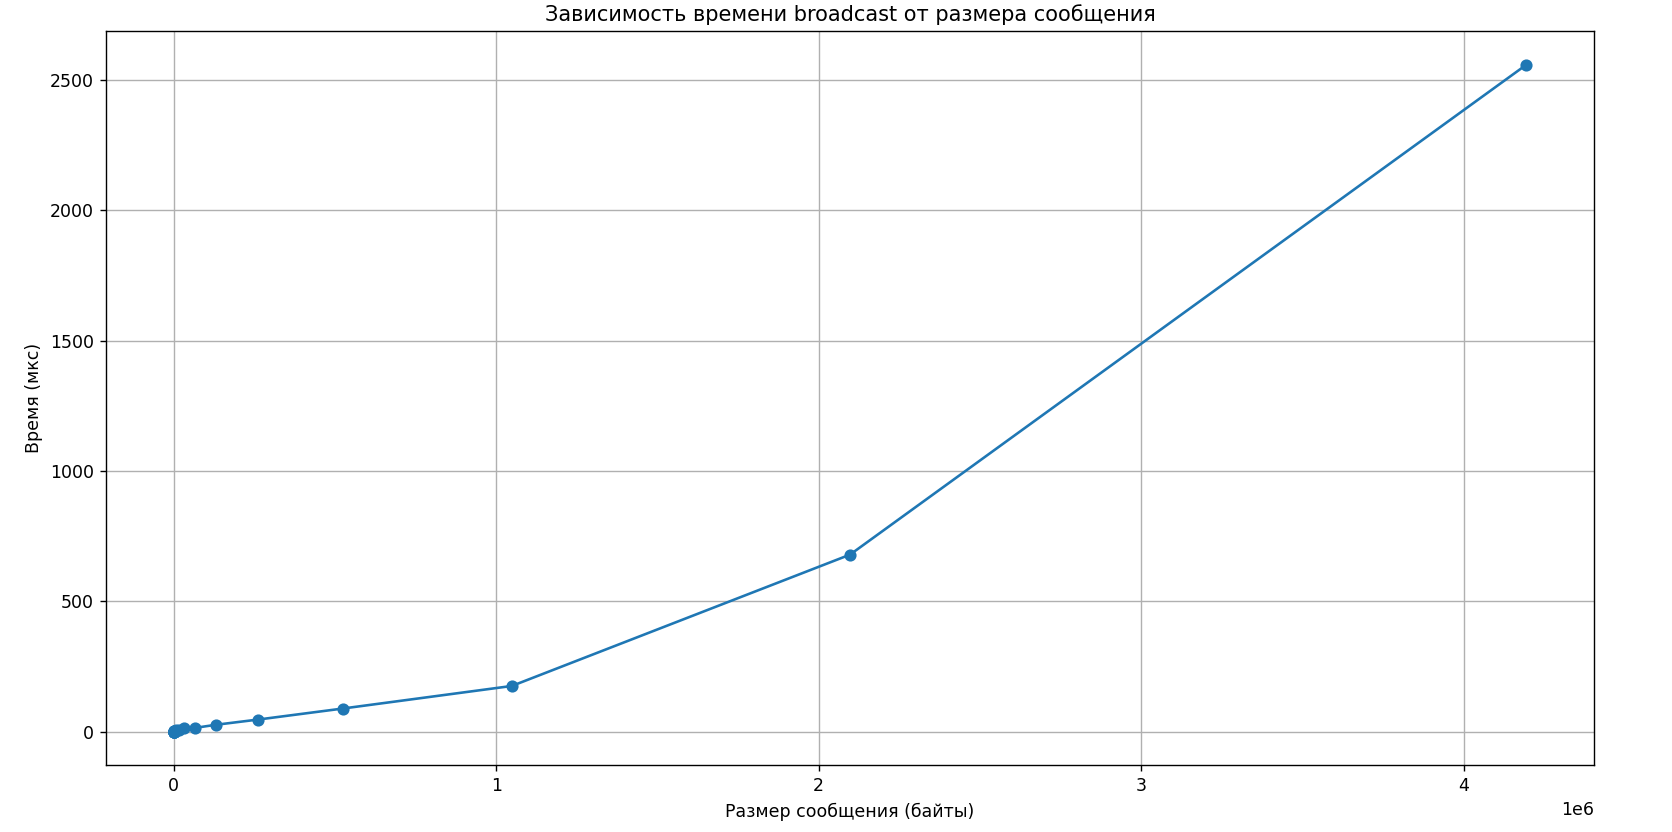 Зависимость времени broadcast от размера сообщения
2500
2000
1500
1000
500
0
Время (мкс)
0 1 2 3 4
1e6
Размер сообщения (байты)